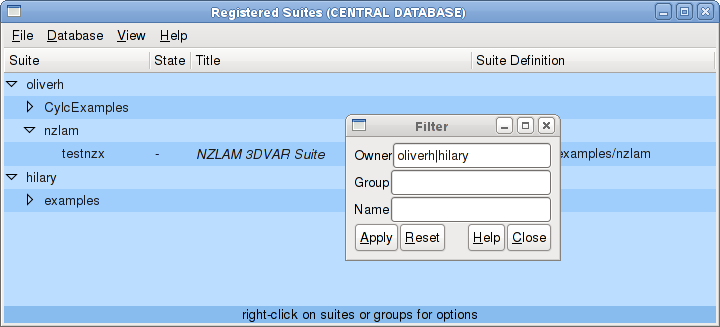 Registered Suites (CENTRAL DATABASE)
File Database View Help
Suite State Title Suite Definition
oliverh
CylcExamples
nzlam
testnzx - NZLAM 3DVAR Suite examples/nzlam
hilary
examples
Filter
Owner oliverh|hilary
Group
Name
Apply Reset Help Close
right-click on suites or groups for options